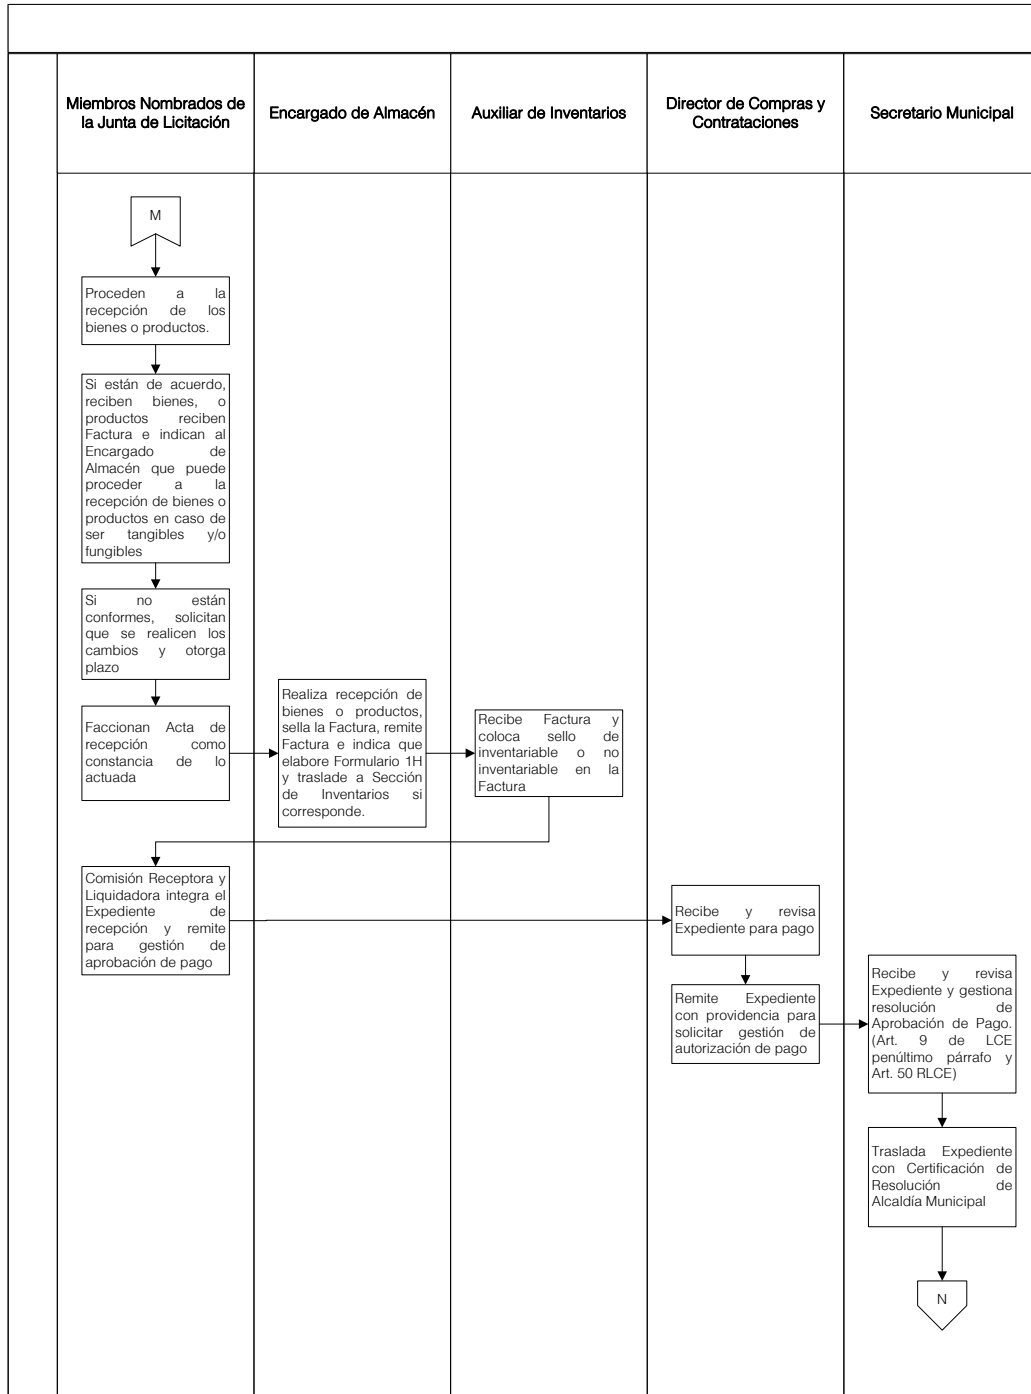 Miembros Nombrados de
la Junta de Licitación
Encargado de Almacén
Auxiliar de Inventarios
Director de Compras y
Contrataciones
Secretario Municipal
M
Proceden a la
recepción de los
bienes o productos.
Si están de acuerdo,
reciben bienes, o
productos reciben
Factura e indican al
Encargado de
Almacén que puede
proceder a la
recepción de bienes o
productos en caso de
ser tangibles y/o
fungibles
Si no están
conformes, solicitan
que se realicen los
cambios y otorga
plazo
Faccionan Acta de
recepción como
constancia de lo
actuada
Realiza recepción de
bienes o productos,
sella la Factura, remite
Factura e indica que
elabore Formulario 1H
y traslade a Sección
de Inventarios si
corresponde.
Recibe Factura y
coloca sello de
inventariable o no
inventariable en la
Factura
Comisión Receptora y
Liquidadora integra el
Expediente de
recepción y remite
para gestión de
aprobación de pago
Recibe y revisa
Expediente para pago
Remite Expediente
con providencia para
solicitar gestión de
autorización de pago
Recibe y revisa
Expediente y gestiona
resolución de
Aprobación de Pago.
(Art. 9 de LCE
penúltimo párrafo y
Art. 50 RLCE)
Traslada Expediente
con Certificación de
Resolución de
Alcaldía Municipal
N